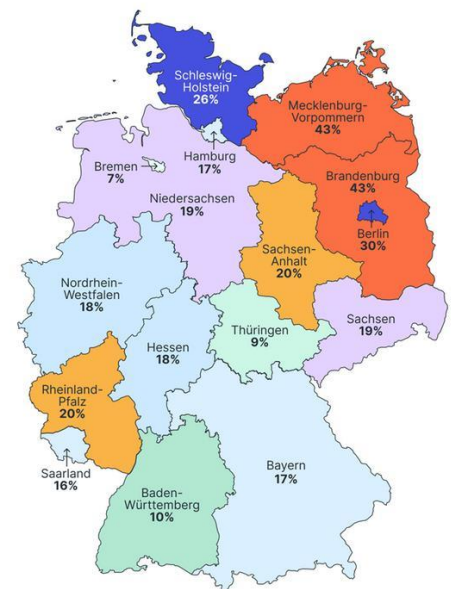 Schleswig-
Holstein
26%
Mecklenburg-
Vorpommern
43%
Hamburg
17%
Bremen
7%
Brandenburg
43%
Niedersachsen
19%
Berlin
30%
Sachsen-
Anhalt
20%
Nordrhein-
Westfalen
18%
Sachsen
19%
Thüringen
9%
Hessen
18%
Rheinland-
Pfalz
20%
Saarland
16%
Bayern
17%
Baden-
Württemberg
10%